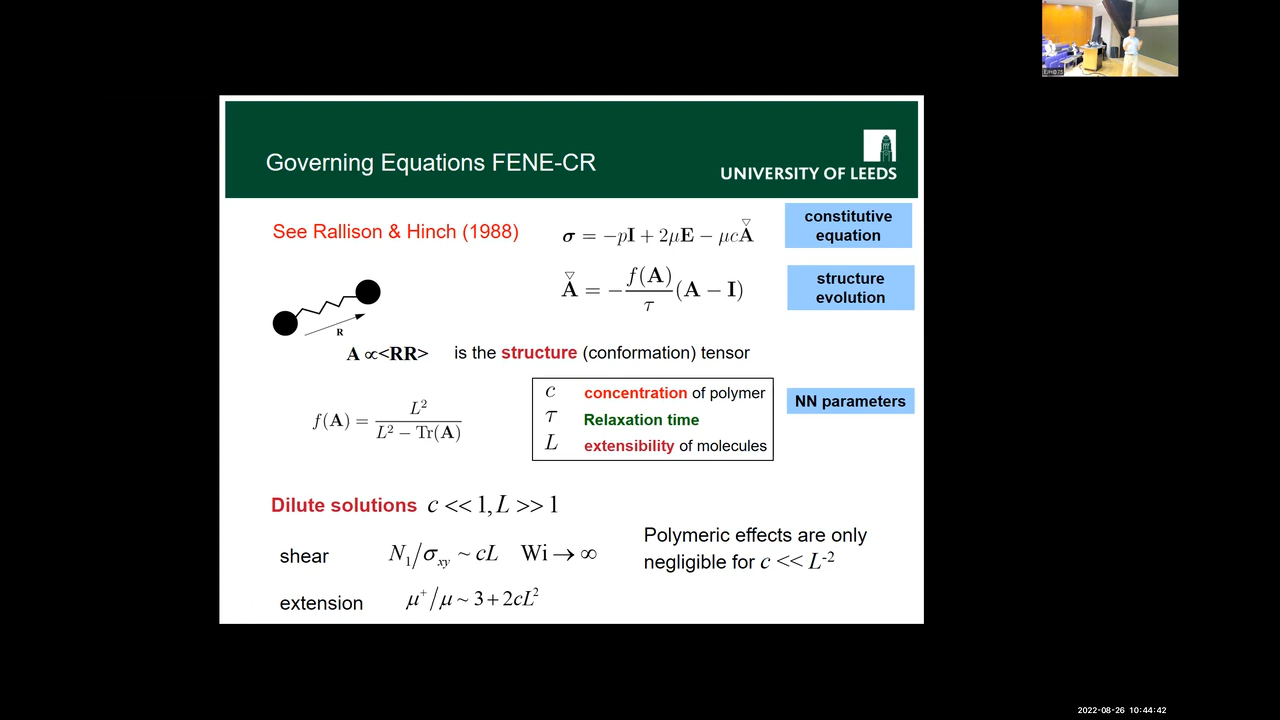 Governing Equations FENE-CR
UNIVERSITY OF LEEDS
See Rallison & Hinch (1988)
σ = −pI + 2μE − μcA▽
constitutive
equation
A▽ = − f(A)/τ (A − I)
structure
evolution
R
A ∝<RR> is the structure (conformation) tensor
f(A) = L²/(L² − Tr(A))
c concentration of polymer
τ Relaxation time
L extensibility of molecules
NN parameters
Dilute solutions c << 1, L >> 1
shear N₁/σxy ~ cL Wi → ∞
Polymeric effects are only
negligible for c << L⁻²
extension μ⁺/μ ~ 3 + 2cL²
2022-08-26 10:44:42